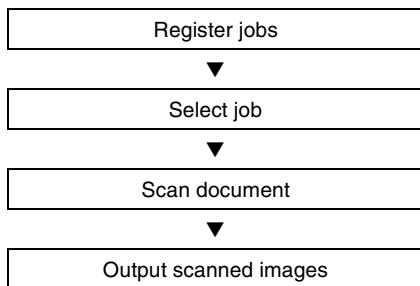 Register jobs
Select job
Scan document
Output scanned images